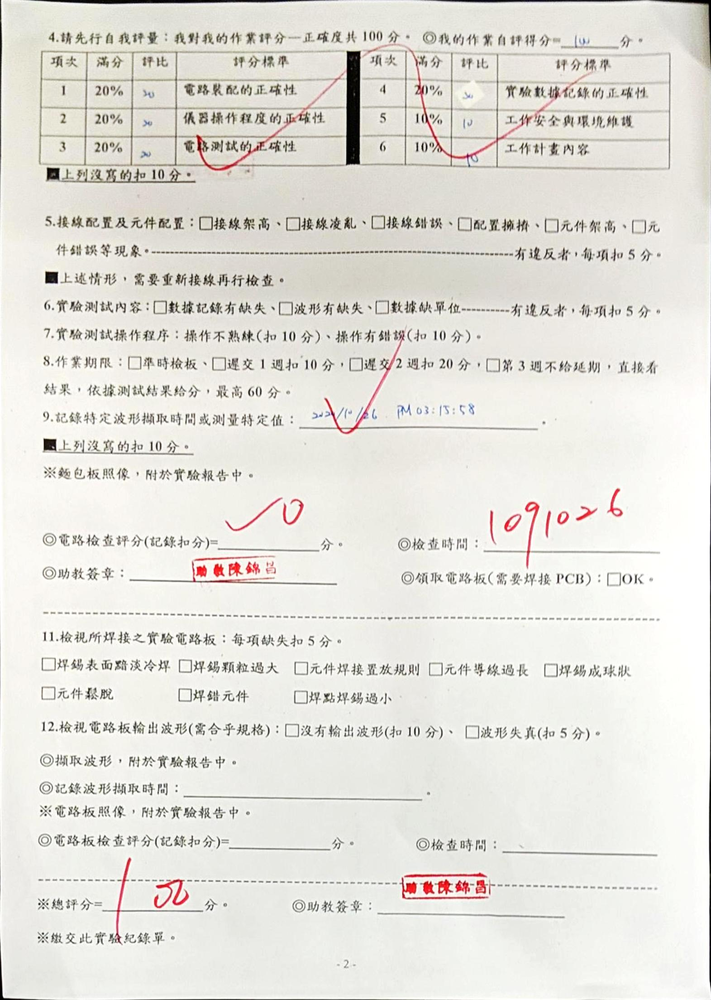 4.請先行自我評量：我對我的作業評分—正確度共 100 分。 ◎我的作業自評得分= 100 分。
項次 滿分 評比 評分標準 項次 滿分 評比 評分標準
1 20% 20 電路裝配的正確性 4 20% 20 實驗數據記錄的正確性
2 20% 20 儀器操作程度的正確性 5 10% 10 工作安全與環境維護
3 20% 20 電路測試的正確性 6 10% 10 工作計畫內容
■上列沒寫的扣 10 分。
5.接線配置及元件配置：□接線架高、□接線凌亂、□接線錯誤、□配置擁擠、□元件架高、□元
件錯誤等現象。------------------------------有違反者，每項扣 5 分。
■上述情形，需要重新接線再行檢查。
6.實驗測試內容：□數據記錄有缺失、□波形有缺失、□數據缺單位----------有違反者，每項扣 5 分。
7.實驗測試操作程序：操作不熟練(扣 10 分)、操作有錯誤(扣 10 分)。
8.作業期限：□準時檢板、□遲交 1 週扣 10 分，□遲交 2 週扣 20 分，□第 3 週不給延期，直接看
結果，依據測試結果給分，最高 60 分。
9.記錄特定波形擷取時間或測量特定值： 2020/10/26 PM 03:15:58 。
■上列沒寫的扣 10 分。
※麵包板照像，附於實驗報告中。
◎電路檢查評分(記錄扣分)= 0 分。 ◎檢查時間： 1091026
◎助教簽章： 助教陳錦昌 ◎領取電路板(需要焊接 PCB)：□OK。
11.檢視所焊接之實驗電路板：每項缺失扣 5 分。
□焊錫表面黯淡冷焊 □焊錫顆粒過大 □元件焊接置放規則 □元件導線過長 □焊錫成球狀
□元件鬆脫 □焊錯元件 □焊點焊錫過小
12.檢視電路板輸出波形(需合乎規格)：□沒有輸出波形(扣 10 分)、 □波形失真(扣 5 分)。
◎擷取波形，附於實驗報告中。
◎記錄波形擷取時間： 。
※電路板照像，附於實驗報告中。
◎電路板檢查評分(記錄扣分)= 分。 ◎檢查時間：
※總評分= 100 分。 ◎助教簽章： 助教陳錦昌
※繳交此實驗紀錄單。
- 2 -